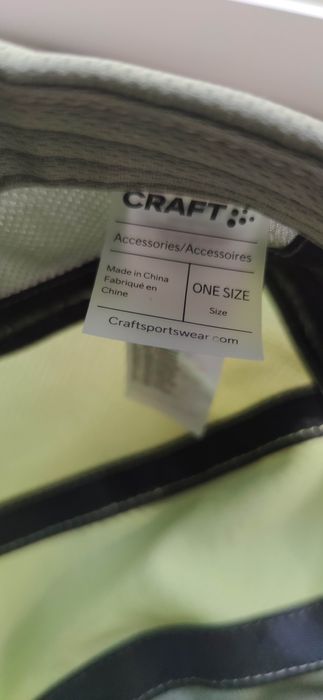 CRAFT
Accessories/Accessoires
Made in China
Fabriqué en
Chine
ONE SIZE
Size
Craftsportswear.com